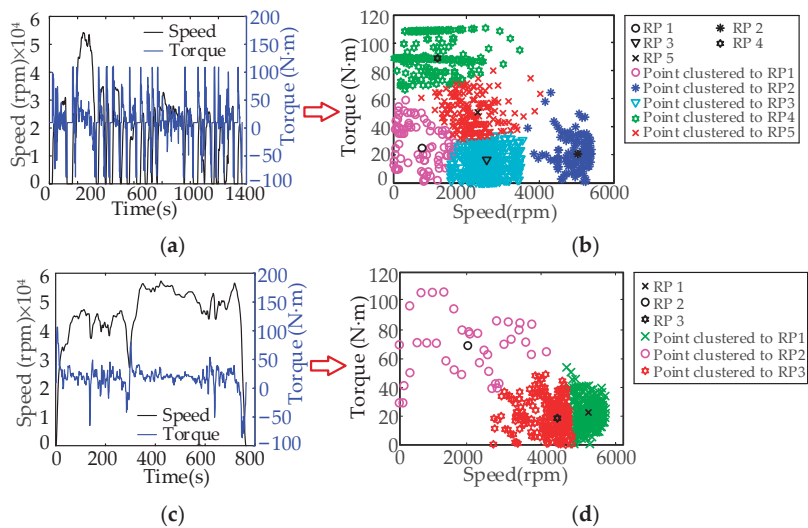 Speed
Torque
Speed (rpm)×10⁴
6
5
4
3
2
1
0
200
150
100
50
0
−50
−100
Torque (N·m)
0
200
400
600
800
1000
1200
1400
Time(s)
(a)
Torque (N·m)
120
100
80
60
40
20
0
0
2000
4000
6000
Speed(rpm)
(b)
RP 1
RP 2
RP 3
RP 4
RP 5
Point clustered to RP1
Point clustered to RP2
Point clustered to RP3
Point clustered to RP4
Point clustered to RP5
Speed (rpm)×10⁴
6
5
4
3
2
1
0
200
150
100
50
0
−50
−100
Torque (N·m)
Speed
Torque
0
200
400
600
800
Time(s)
(c)
Torque (N·m)
120
100
80
60
40
20
0
0
2000
4000
6000
Speed(rpm)
(d)
RP 1
RP 2
RP 3
Point clustered to RP1
Point clustered to RP2
Point clustered to RP3